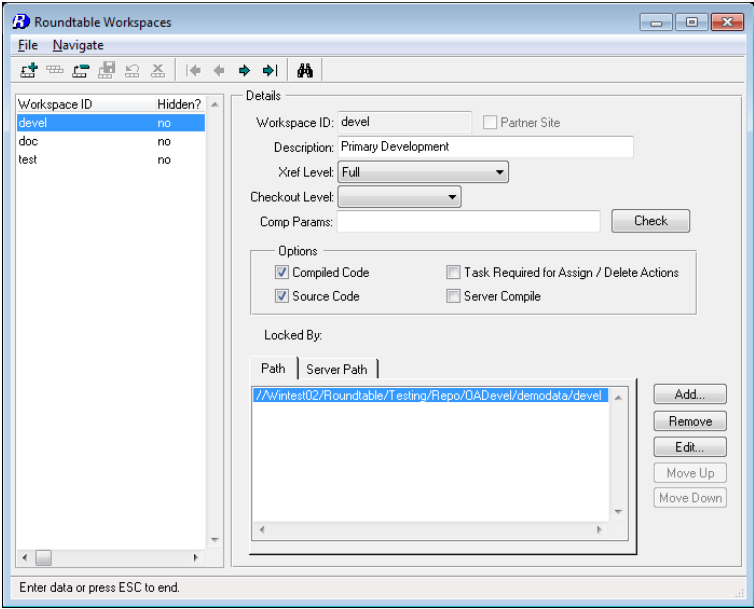 Roundtable Workspaces
File Navigate
Workspace ID Hidden?
devel no
doc no
test no
Details
Workspace ID: devel Partner Site
Description: Primary Development
Xref Level: Full
Checkout Level:
Comp Params: Check
Options
Compiled Code Task Required for Assign / Delete Actions
Source Code Server Compile
Locked By:
Path Server Path
//Wintest02/Roundtable/Testing/Repo/OADevel/demodata/devel
Add...
Remove
Edit...
Move Up
Move Down
Enter data or press ESC to end.